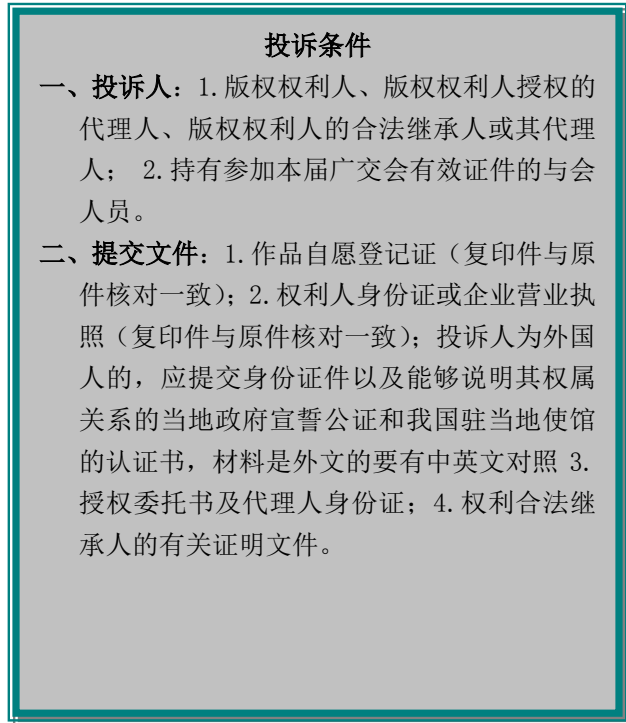 投诉条件
一、投诉人：1.版权权利人、版权权利人授权的
代理人、版权权利人的合法继承人或其代理
人； 2.持有参加本届广交会有效证件的与会
人员。
二、提交文件：1.作品自愿登记证（复印件与原
件核对一致）；2.权利人身份证或企业营业执
照（复印件与原件核对一致）；投诉人为外国
人的，应提交身份证件以及能够说明其权属
关系的当地政府宣誓公证和我国驻当地使馆
的认证书，材料是外文的要有中英文对照 3.
授权委托书及代理人身份证；4.权利合法继
承人的有关证明文件。